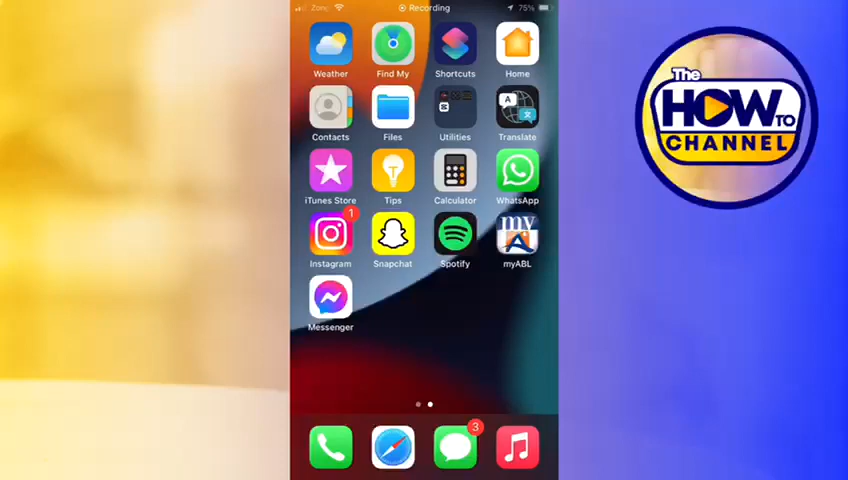 Zong
Recording
75%
The
HOW TO
CHANNEL
Weather
Find My
Shortcuts
Home
Contacts
Files
Utilities
Translate
iTunes Store
Tips
Calculator
WhatsApp
1
my
A
Instagram
Snapchat
Spotify
myABL
Messenger
3